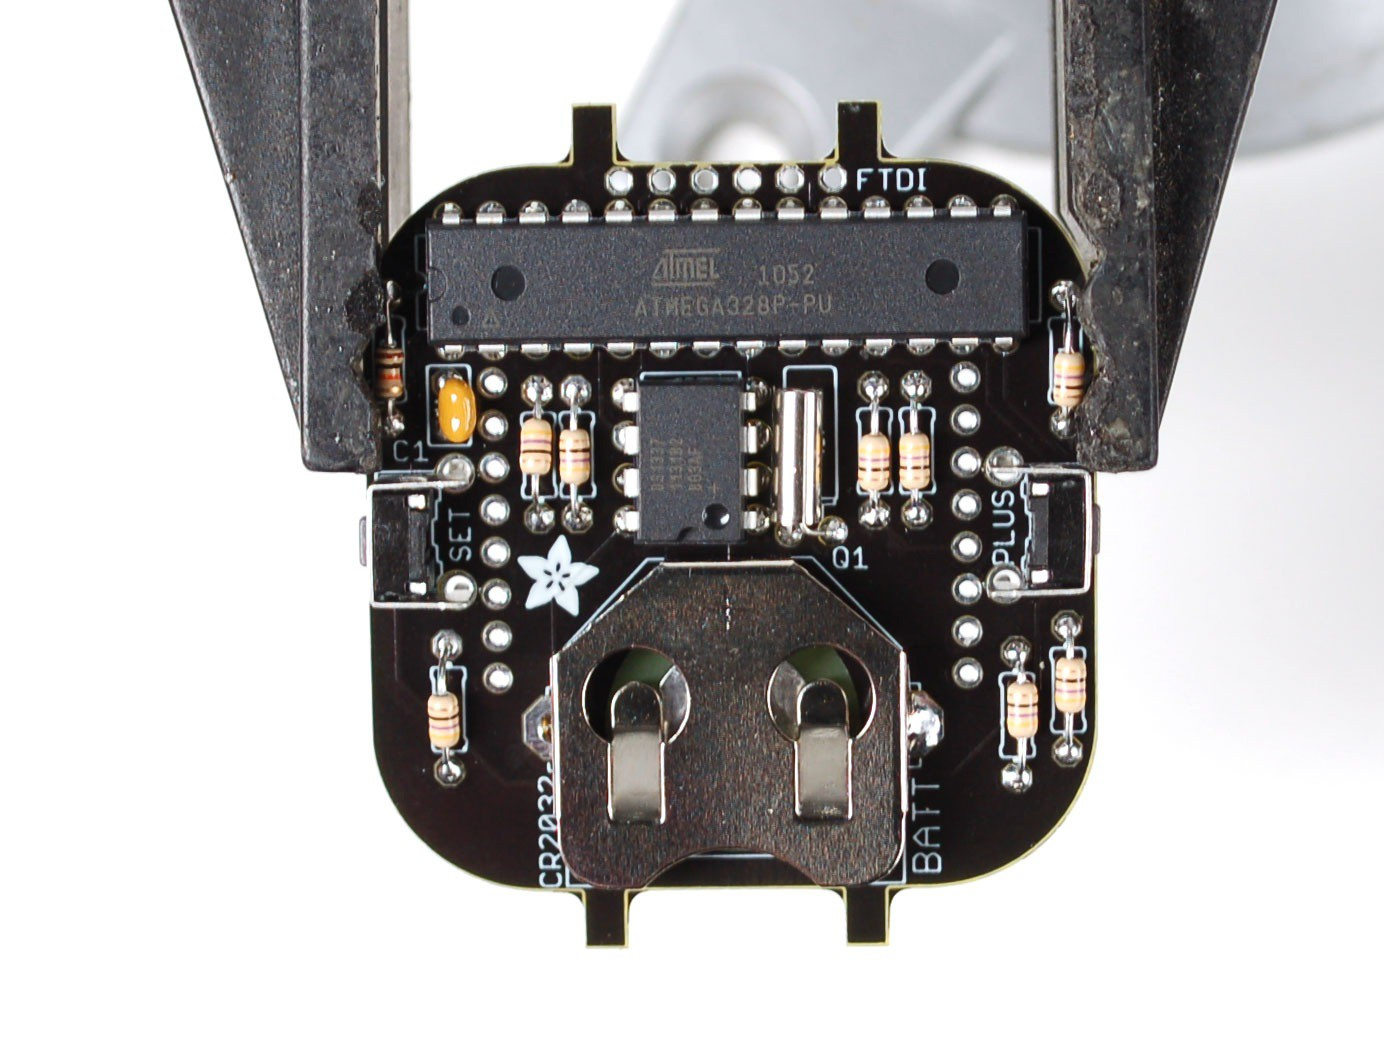 FTDI
ATMEL 1052
ATMEGA328P-PU
C1
SET
PLUS
Q1
CR2032
BATT